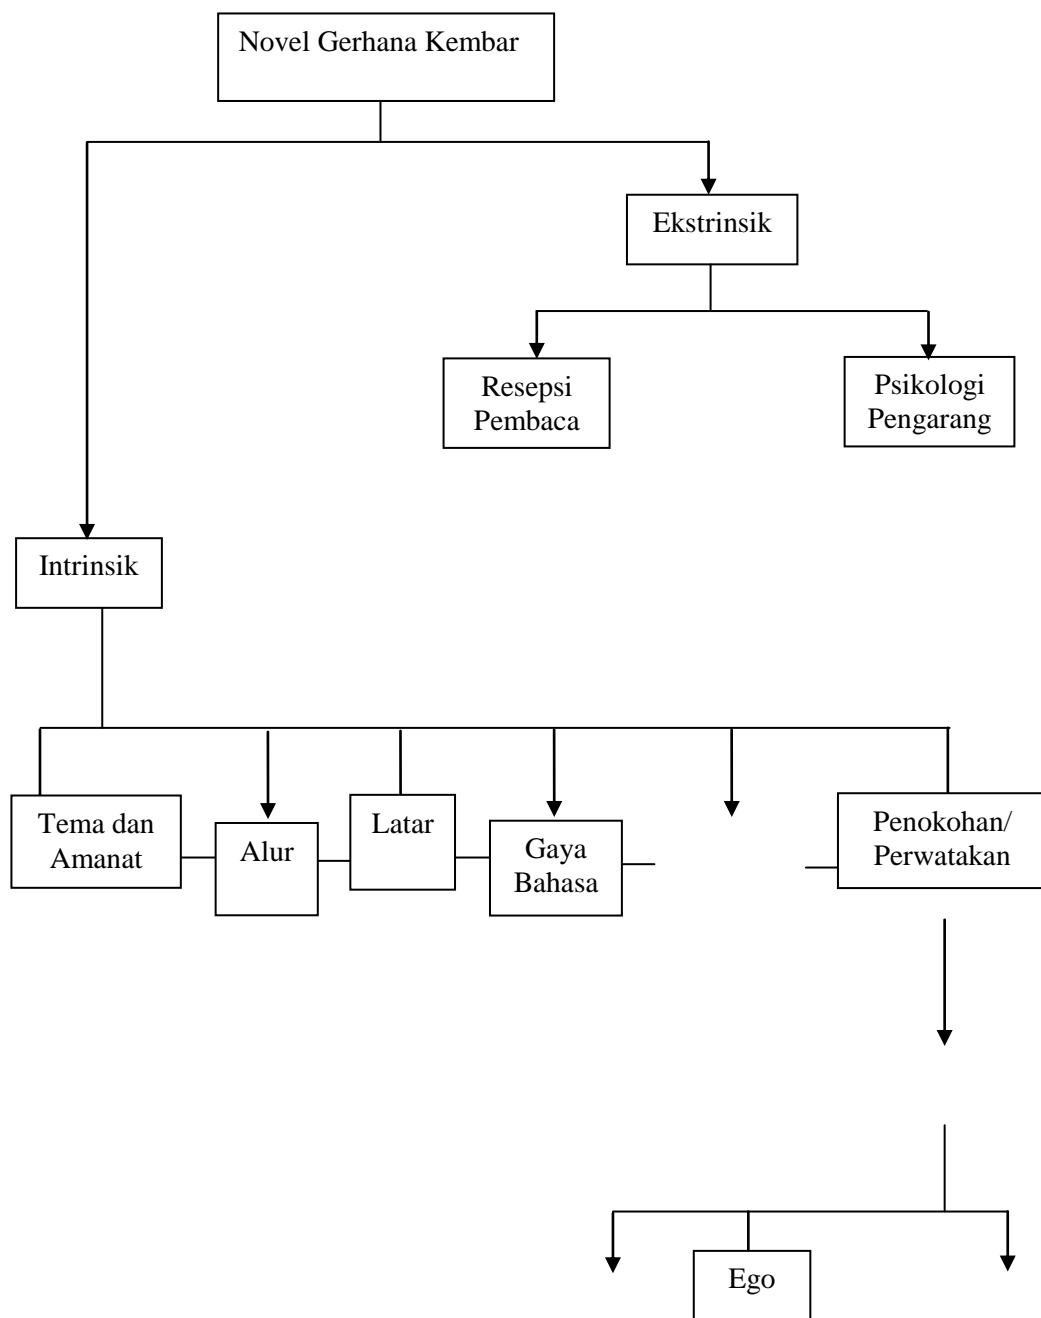 Novel Gerhana Kembar
Ekstrinsik
Resepsi
Pembaca
Psikologi
Pengarang
Intrinsik
Tema dan
Amanat
Alur
Latar
Gaya
Bahasa
Penokohan/
Perwatakan
Ego